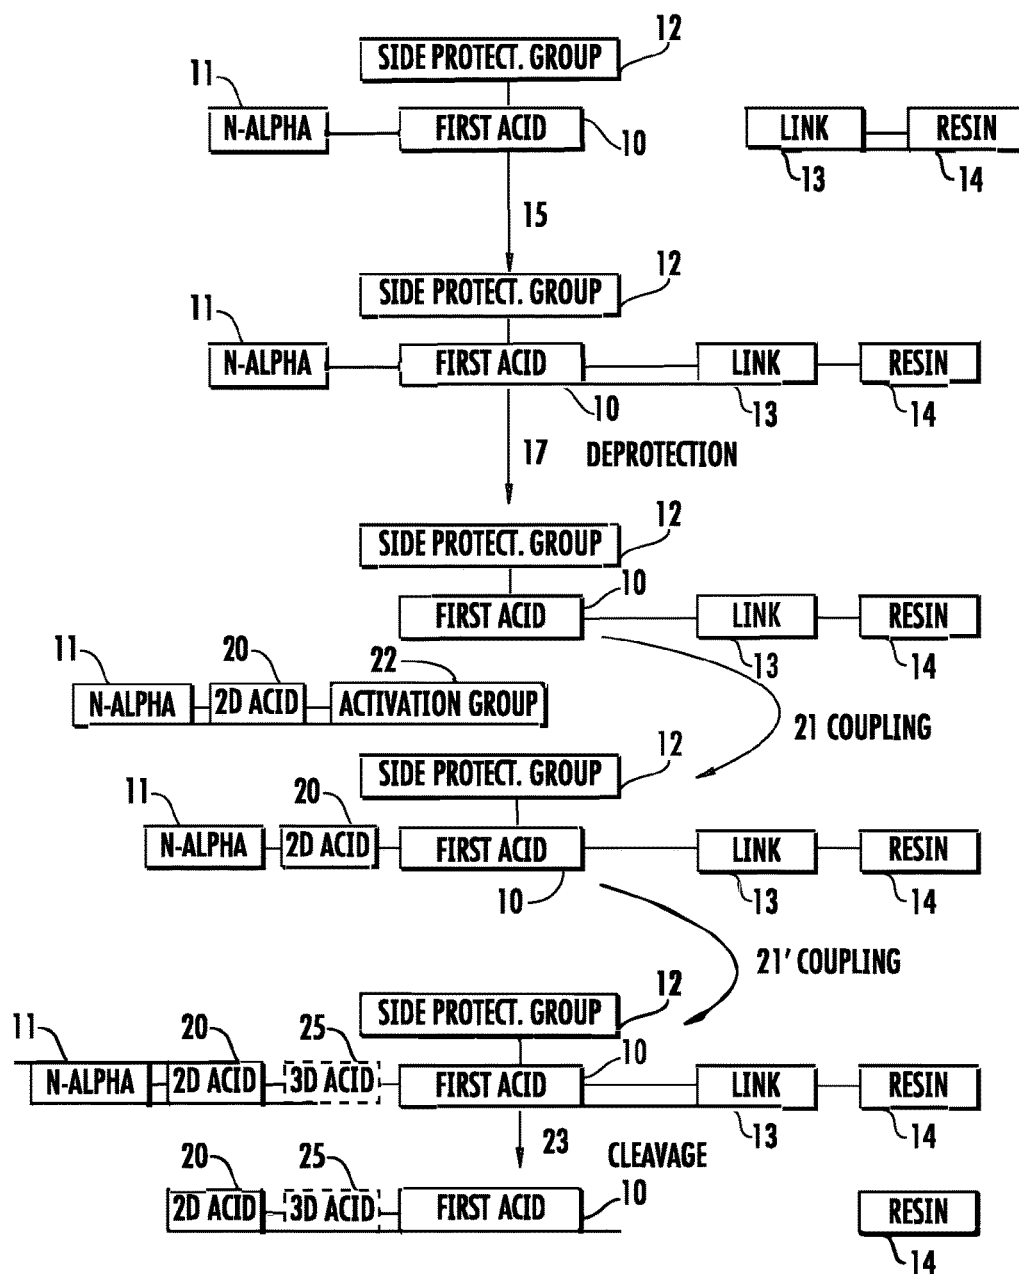 12
SIDE PROTECT. GROUP
11
N-ALPHA FIRST ACID 10 LINK RESIN
13 14
15
12
SIDE PROTECT. GROUP
11
N-ALPHA FIRST ACID LINK RESIN
10 13 14
17 DEPROTECTION
12
SIDE PROTECT. GROUP
10
FIRST ACID LINK RESIN
13 14
11 20 22
N-ALPHA 2D ACID ACTIVATION GROUP
21 COUPLING
12
SIDE PROTECT. GROUP
11 20
N-ALPHA 2D ACID FIRST ACID LINK RESIN
10 13 14
21' COUPLING
12
SIDE PROTECT. GROUP
11 20 25 10
N-ALPHA 2D ACID 3D ACID FIRST ACID LINK RESIN
13 14
23 CLEAVAGE
20 25 10
2D ACID 3D ACID FIRST ACID RESIN
14